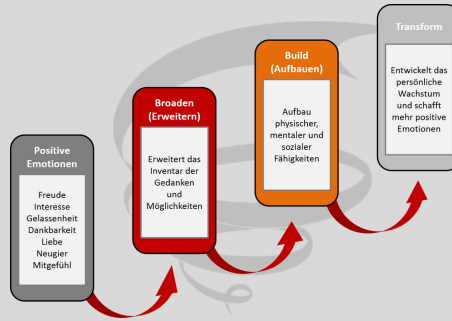 Positive
Emotionen
Freude
Interesse
Gelassenheit
Dankbarkeit
Liebe
Neugier
Mitgefühl
Broaden
(Erweitern)
Erweitert das
Inventar der
Gedanken
und
Möglichkeiten
Build
(Aufbauen)
Aufbau
physischer,
mentaler und
sozialer
Fähigkeiten
Transform
Entwickelt das
persönliche
Wachstum
und schafft
mehr positive
Emotionen